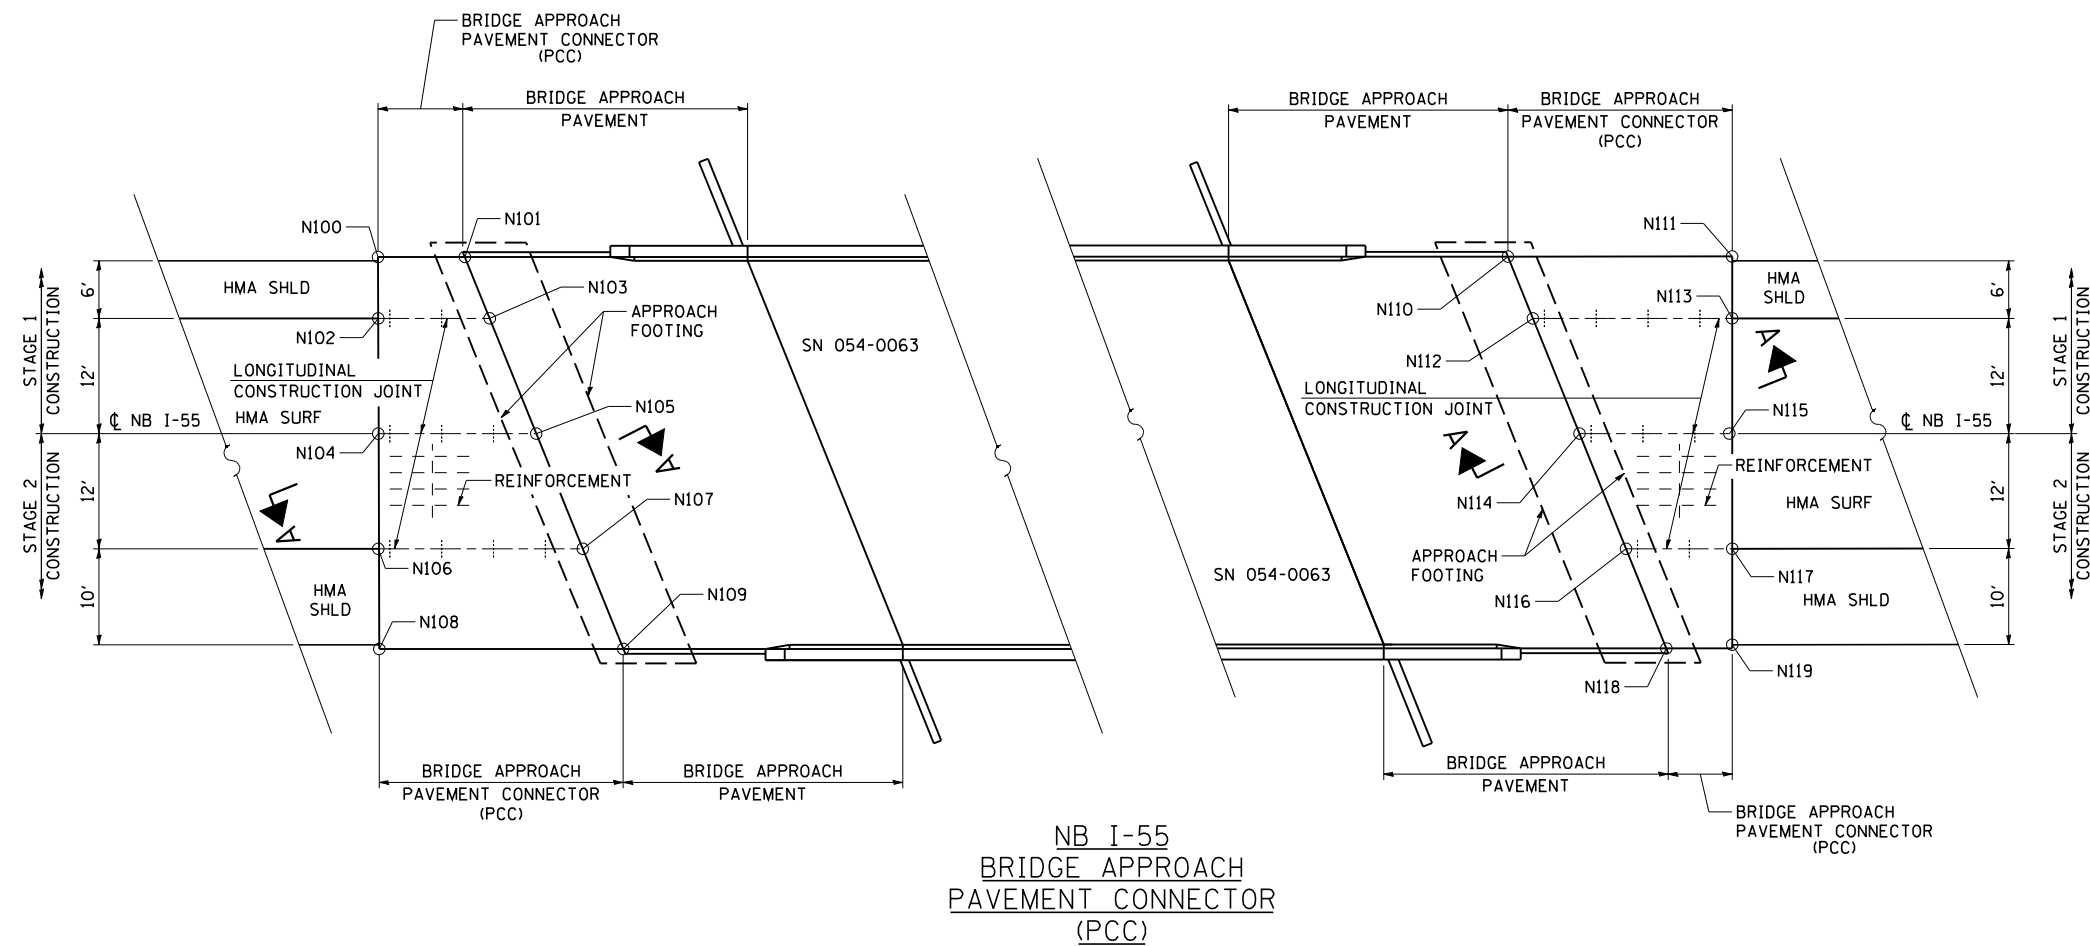 BRIDGE APPROACH
PAVEMENT CONNECTOR
(PCC)
BRIDGE APPROACH
PAVEMENT
BRIDGE APPROACH
PAVEMENT
BRIDGE APPROACH
PAVEMENT CONNECTOR
(PCC)
N100
N101
N111
HMA SHLD
N103
N110
HMA
SHLD
N113
6'
6'
STAGE 1
CONSTRUCTION
STAGE 1
CONSTRUCTION
APPROACH
FOOTING
N102
SN 054-0063
A
N112
12'
12'
LONGITUDINAL
CONSTRUCTION JOINT
LONGITUDINAL
CONSTRUCTION JOINT
N105
N115
℄ NB I-55
HMA SURF
℄ NB I-55
N104
A
A
REINFORCEMENT
REINFORCEMENT
12'
12'
N107
N114
HMA SURF
STAGE 2
CONSTRUCTION
STAGE 2
CONSTRUCTION
A
APPROACH
FOOTING
N106
SN 054-0063
N117
HMA
SHLD
N109
N116
HMA SHLD
10'
10'
N108
N118
N119
BRIDGE APPROACH
PAVEMENT CONNECTOR
(PCC)
BRIDGE APPROACH
PAVEMENT
BRIDGE APPROACH
PAVEMENT
BRIDGE APPROACH
PAVEMENT CONNECTOR
(PCC)
NB I-55
BRIDGE APPROACH
PAVEMENT CONNECTOR
(PCC)